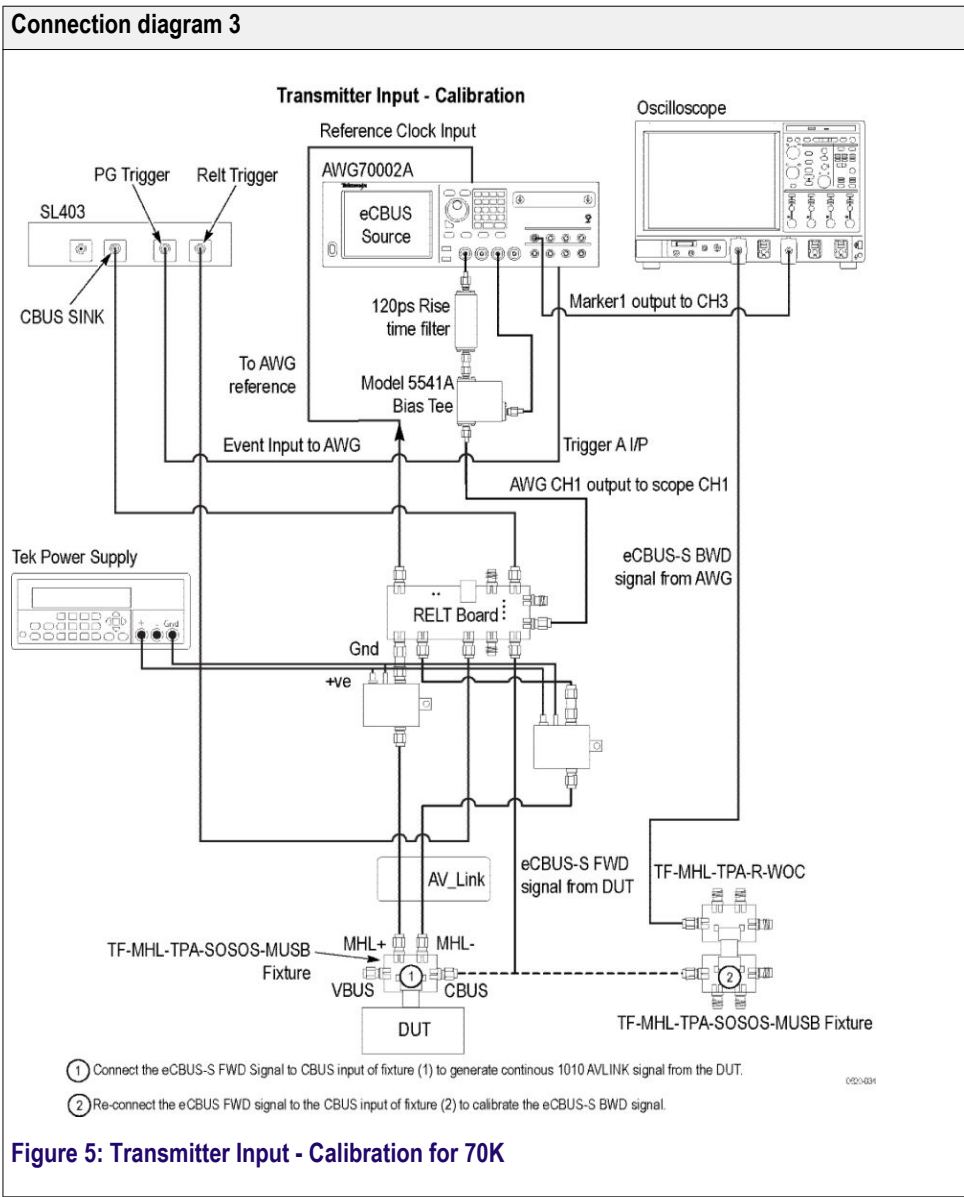 Connection diagram 3
Transmitter Input - Calibration
Oscilloscope
Reference Clock Input
PG Trigger
Relt Trigger
AWG70002A
Tektronix
SL403
eCBUS
Source
CBUS SINK
Marker1 output to CH3
120ps Rise
time filter
To AWG
reference
Model 5541A
Bias Tee
Event Input to AWG
Trigger A I/P
AWG CH1 output to scope CH1
eCBUS-S BWD
signal from AWG
Tek Power Supply
+ - Gnd
RELT Board
Gnd
+ve
AV_Link
eCBUS-S FWD
signal from DUT
TF-MHL-TPA-R-WOC
TF-MHL-TPA-SOSOS-MUSB
Fixture
MHL+
MHL-
1
VBUS
CBUS
2
DUT
TF-MHL-TPA-SOSOS-MUSB Fixture
1 Connect the eCBUS-S FWD Signal to CBUS input of fixture (1) to generate continous 1010 AVLINK signal from the DUT.
0620-034
2 Re-connect the eCBUS FWD signal to the CBUS input of fixture (2) to calibrate the eCBUS-S BWD signal.
Figure 5: Transmitter Input - Calibration for 70K